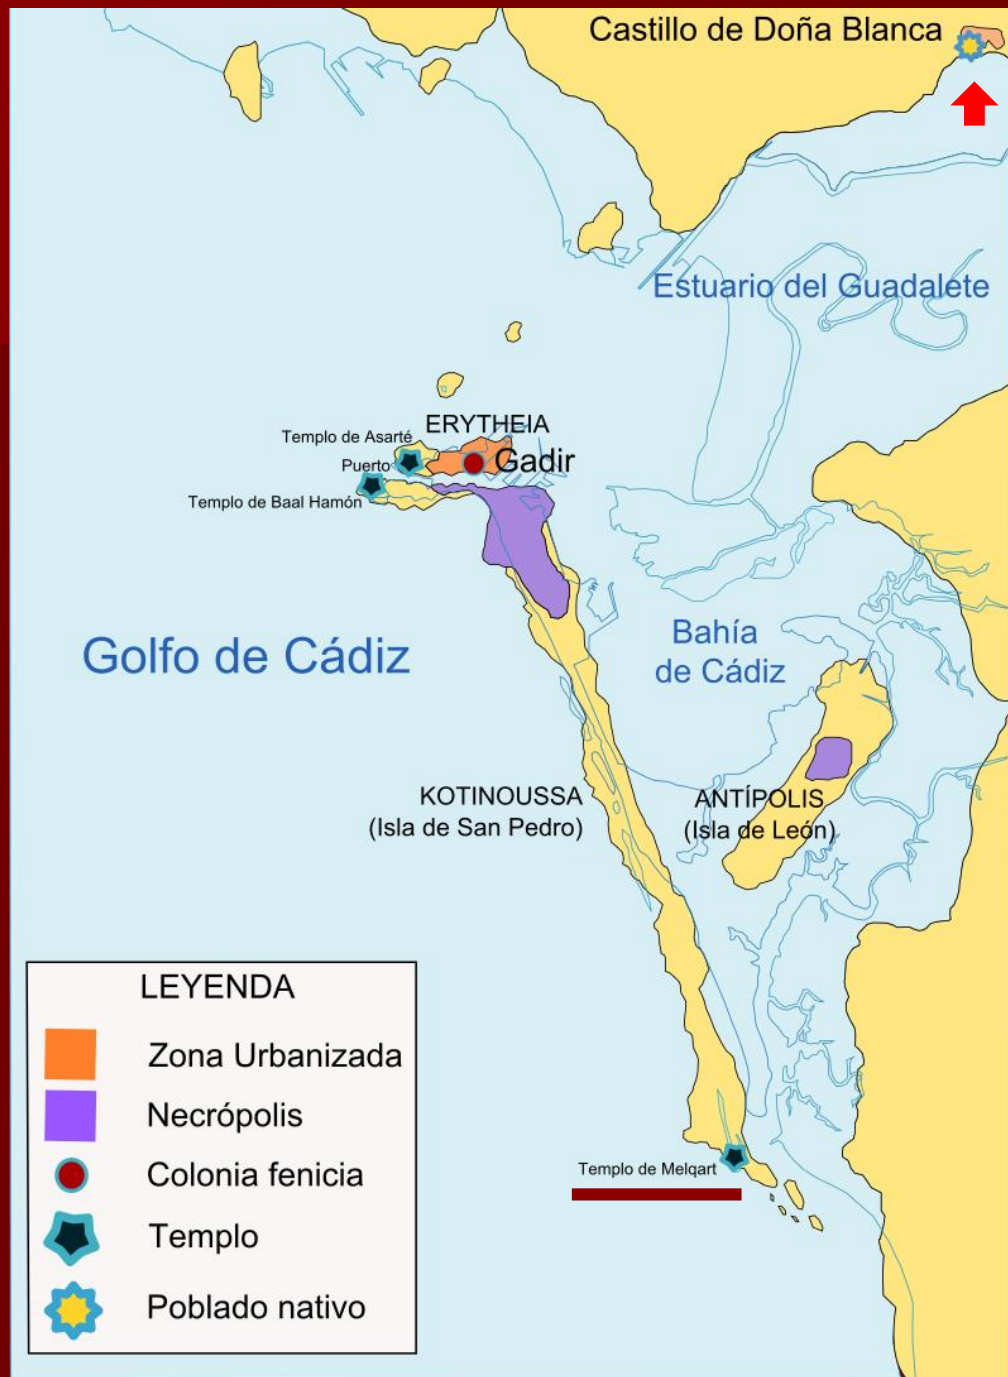 Castillo de Doña Blanca
Estuario del Guadalete
ERYTHEIA
Templo de Asarté
Gadir
Puerto
Templo de Baal Hamón
Golfo de Cádiz
Bahía
de Cádiz
KOTINOUSSA
(Isla de San Pedro)
ANTÍPOLIS
(Isla de León)
Templo de Melqart
LEYENDA
Zona Urbanizada
Necrópolis
Colonia fenicia
Templo
Poblado nativo